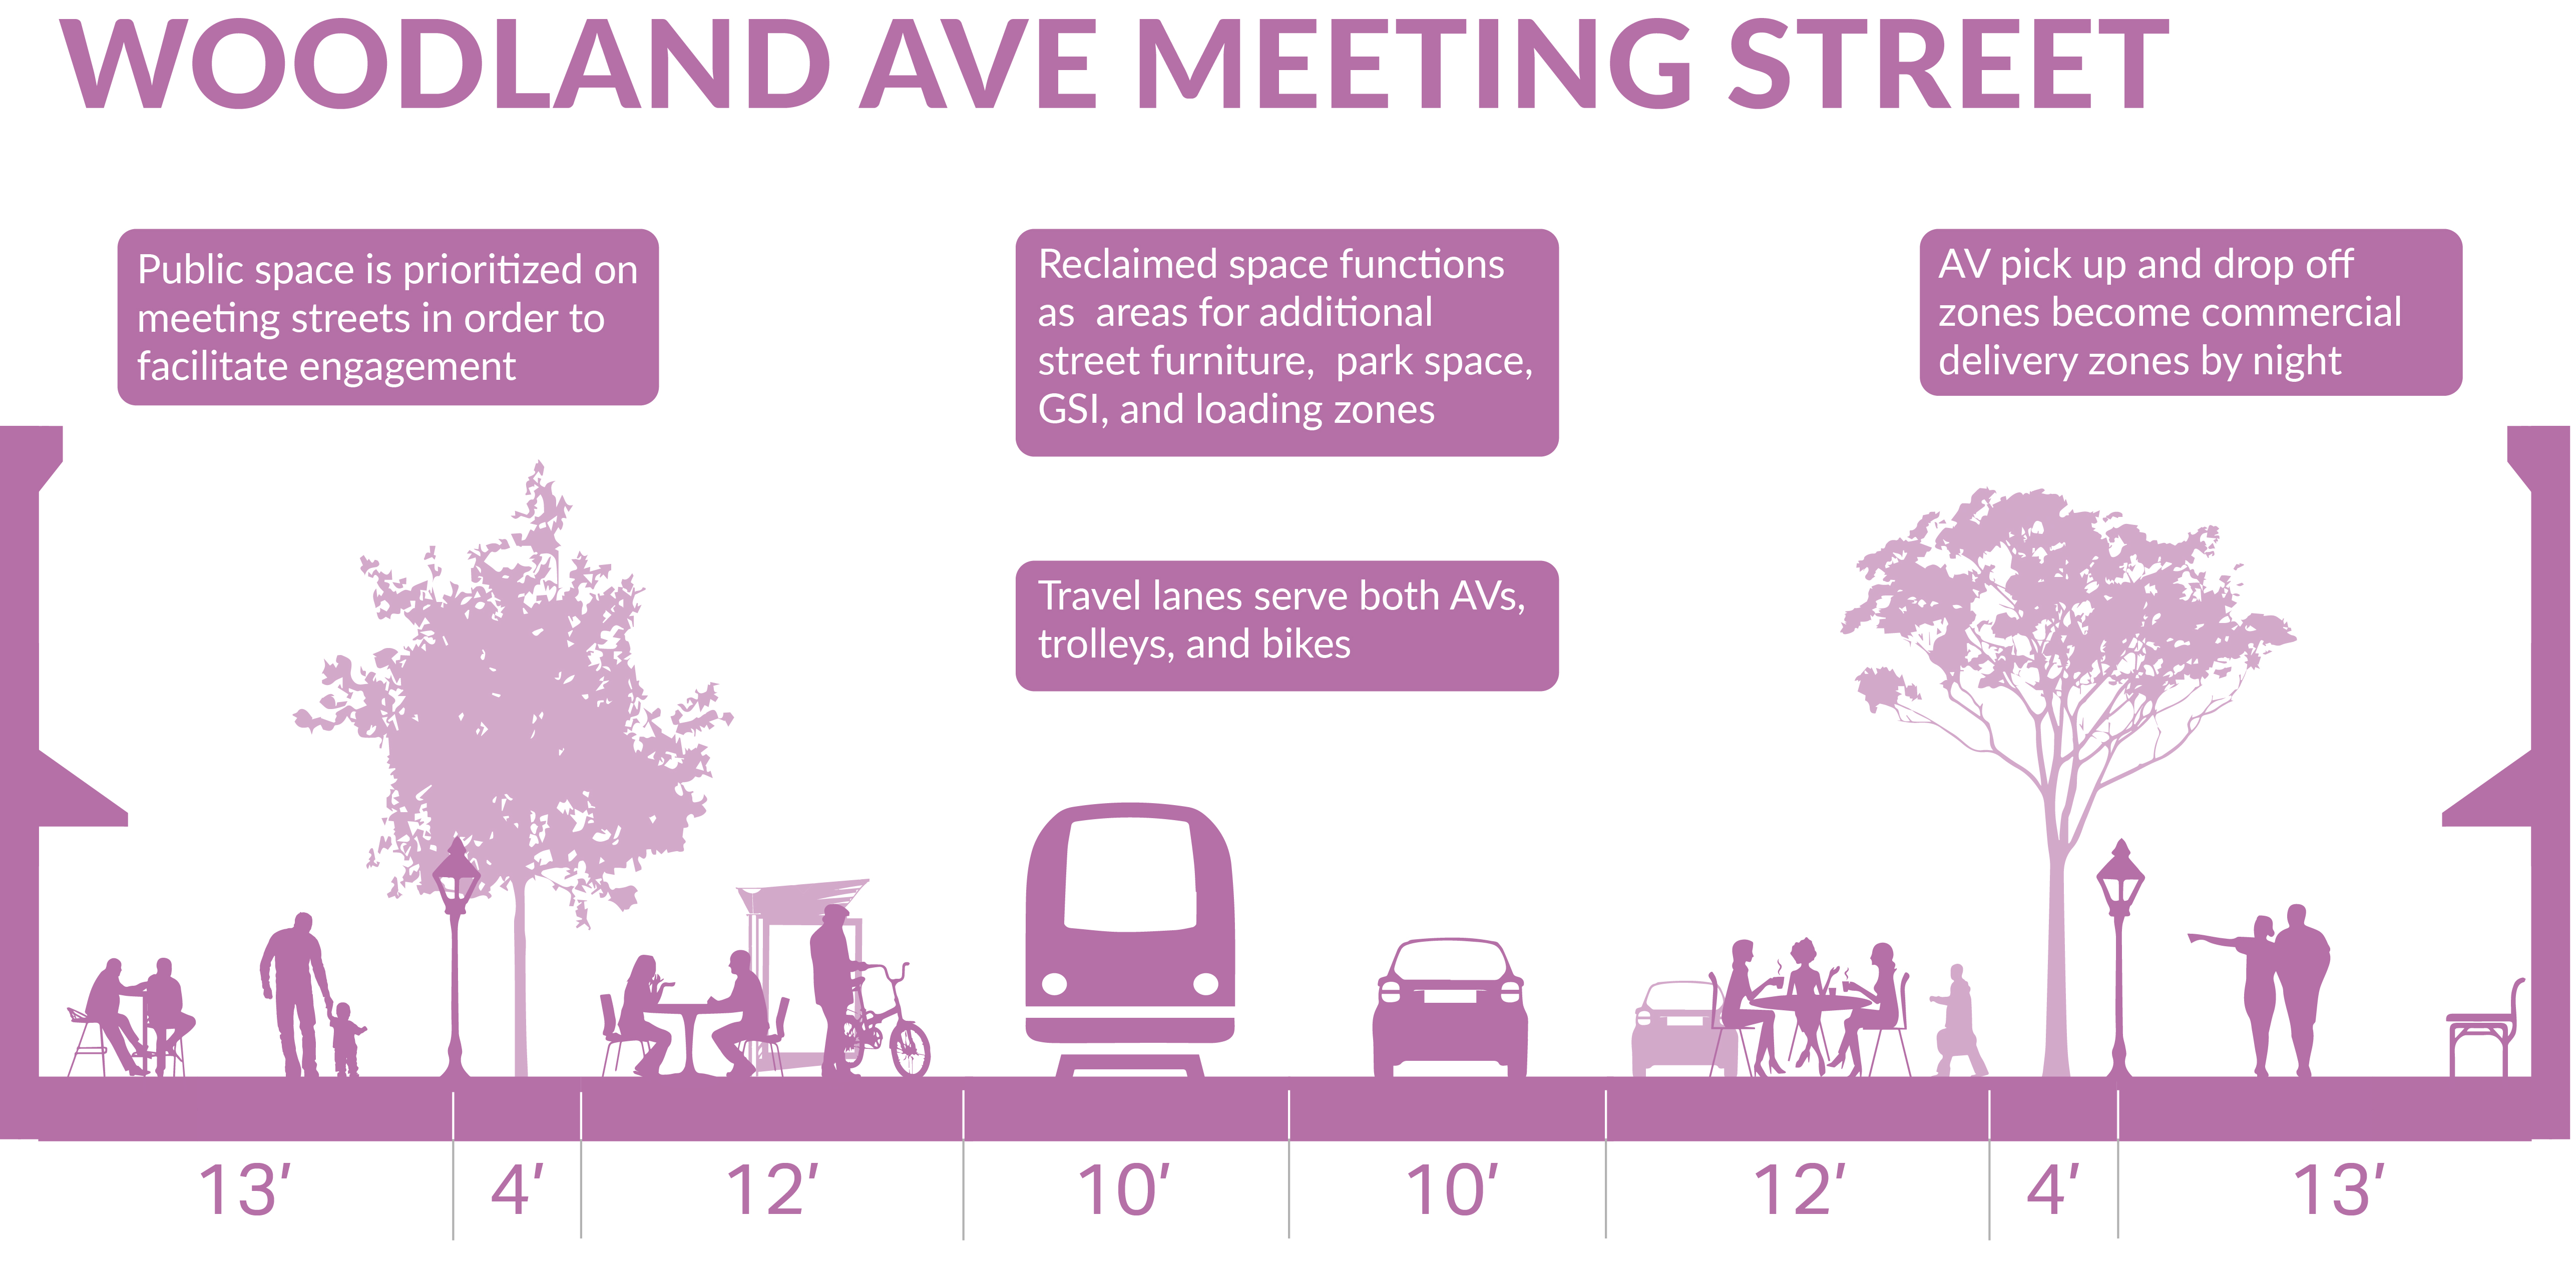 WOODLAND AVE MEETING STREET
Public space is prioritized on
meeting streets in order to
facilitate engagement
Reclaimed space functions
as  areas for additional
street furniture,  park space,
GSI, and loading zones
AV pick up and drop off
zones become commercial
delivery zones by night
Travel lanes serve both AVs,
trolleys, and bikes
13' 4' 12' 10' 10' 12' 4' 13'